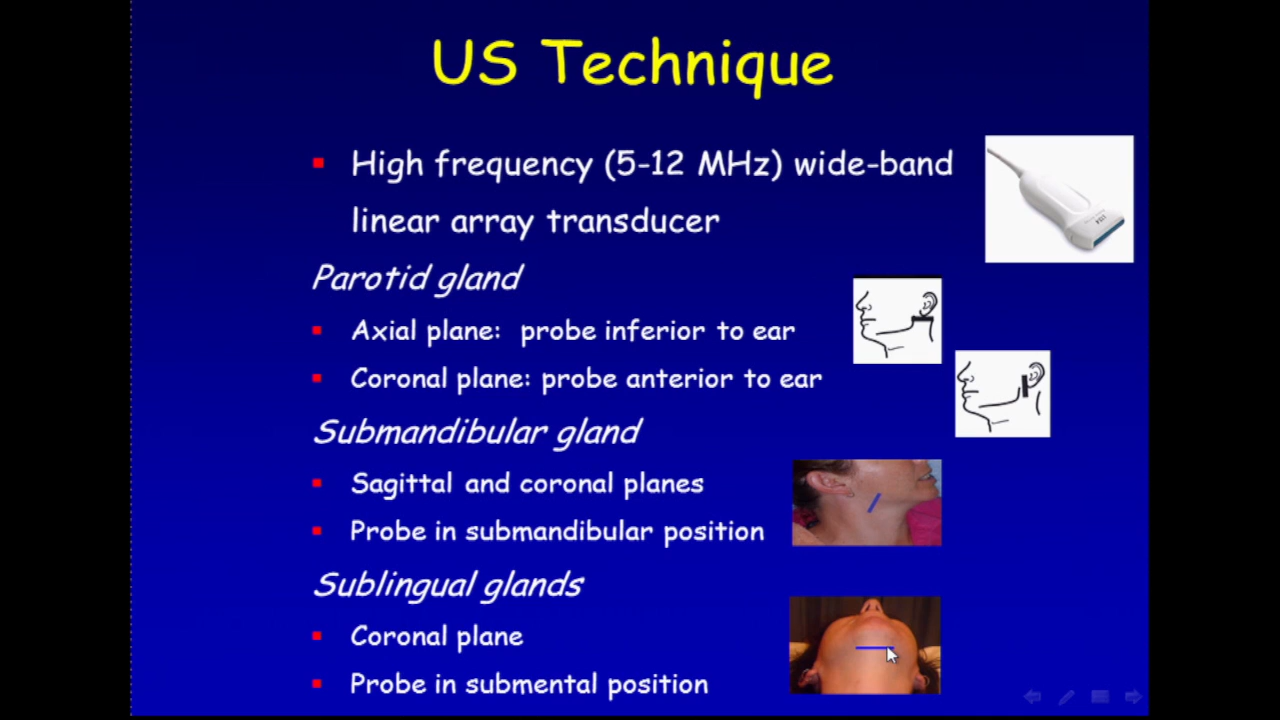 US Technique
High frequency (5-12 MHz) wide-band
linear array transducer
Parotid gland
Axial plane:  probe inferior to ear
Coronal plane: probe anterior to ear
Submandibular gland
Sagittal and coronal planes
Probe in submandibular position
Sublingual glands
Coronal plane
Probe in submental position